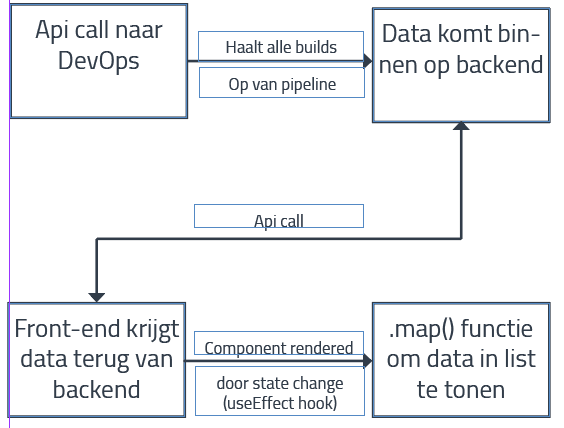 Api call naar
DevOps
Haalt alle builds
Op van pipeline
Data komt bin-
nen op backend
Api call
Front-end krijgt
data terug van
backend
Component rendered
door state change
(useEffect hook)
.map() functie
om data in list
te tonen